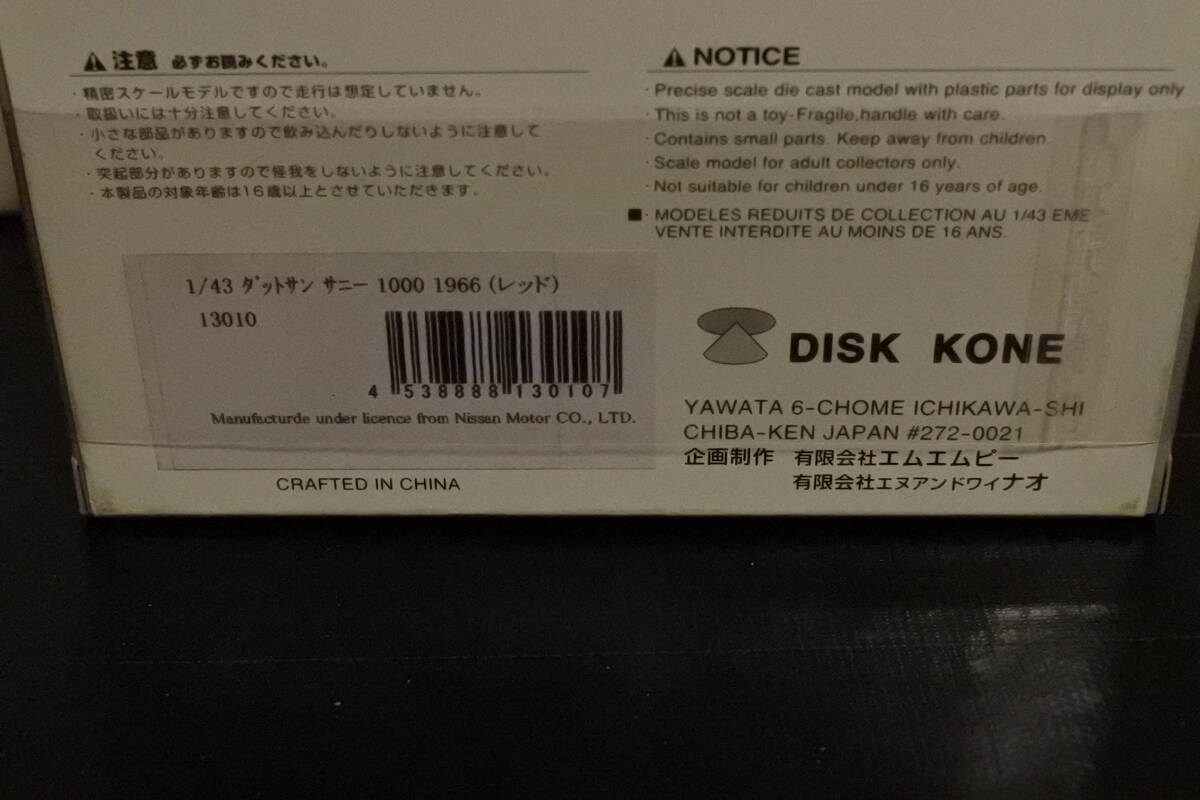 ⚠注意 必ずお読みください。
・精密スケールモデルですので走行は想定していません。
・取扱いには十分注意してください。
・小さな部品がありますので飲み込んだりしないように注意して
ください。
・突起部分がありますので怪我をしないように注意してください。
・本製品の対象年齢は16歳以上とさせていただきます。
⚠NOTICE
・Precise scale die cast model with plastic parts for display only
・This is not a toy・Fragile,handle with care.
・Contains small parts. Keep away from children.
・Scale model for adult collectors only.
・Not suitable for children under 16 years of age.
■・MODELES REDUITS DE COLLECTION AU 1/43 EME
VENTE INTERDITE AU MOINS DE 16 ANS.
1/43 ダットサン サニー 1000 1966 (レッド)
13010
4 538888 130107
Manufacturde under licence from Nissan Motor CO., LTD.
CRAFTED IN CHINA
DISK KONE
YAWATA 6-CHOME ICHIKAWA-SHI
CHIBA-KEN JAPAN #272-0021
企画制作 有限会社エムエムピー
有限会社エヌアンドワイナオ